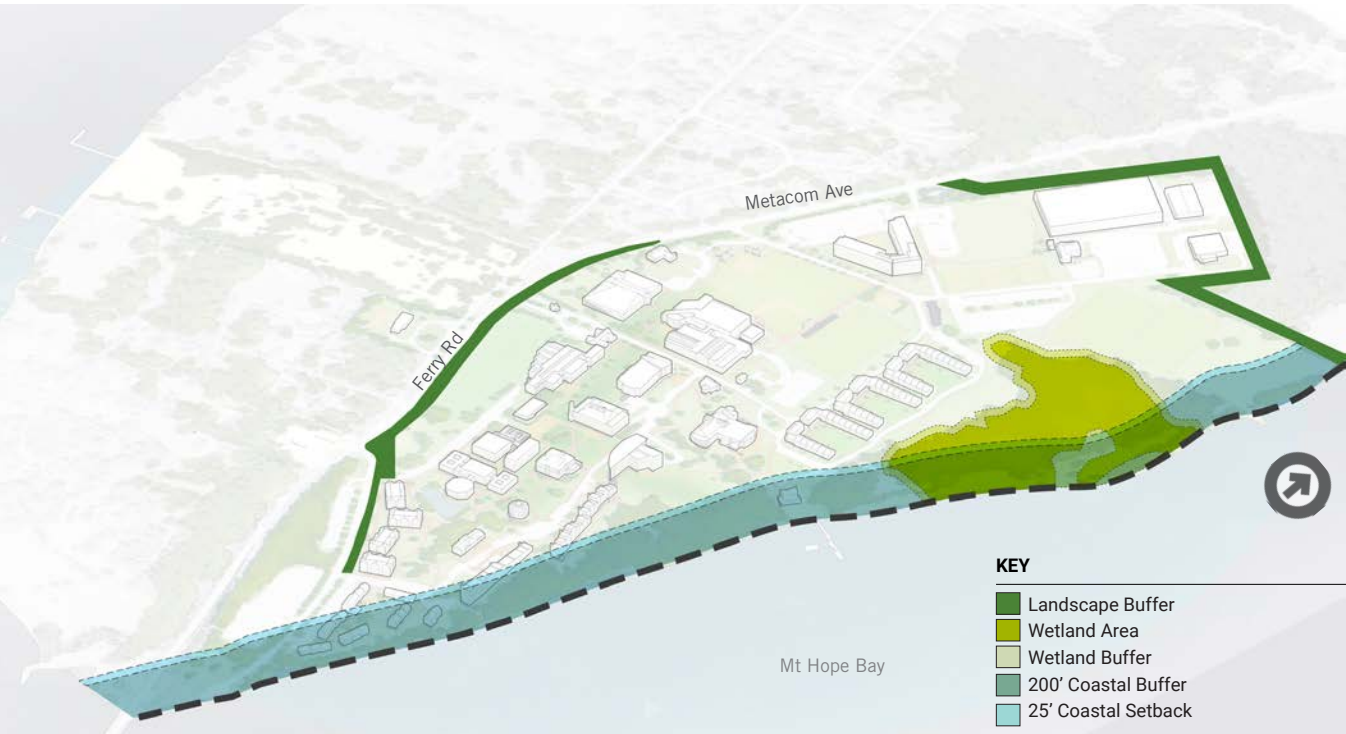 Metacom Ave
Ferry Rd
Mt Hope Bay
KEY
Landscape Buffer
Wetland Area
Wetland Buffer
200’ Coastal Buffer
25’ Coastal Setback